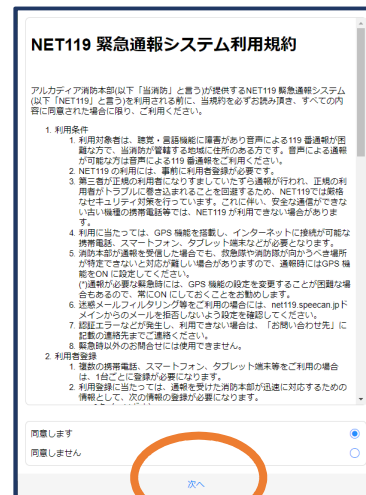 NET119 緊急通報システム利用規約
アルカディア消防本部(以下「当消防」と言う)が提供するNET119 緊急通報システム
(以下「NET119」と言う)を利用される前に、当規約を必ずお読み頂き、すべての内
容に同意された場合に限り、ご利用ください。
1. 利用条件
1. 利用対象者は、聴覚・言語機能に障害があり音声による119 番通報が困
難な方で、当消防が管轄する地域に住所のある方です。音声による通報
が可能な方は音声による119 番通報をご利用ください。
2. NET119 の利用には、事前に利用者登録が必要です。
3. 第三者が正規の利用者になりすましていたずら通報が行われ、正規の利
用者がトラブルに巻き込まれることを回避するため、NET119では厳格
なセキュリティ対策を行っています。これに伴い、安全な通信ができな
い古い機種の携帯電話等では、NET119 が利用できない場合がありま
す。
4. 利用に当たっては、GPS 機能を搭載し、インターネットに接続が可能な
携帯電話、スマートフォン、タブレット端末などが必要となります。
5. 消防本部が通報を受信した場合でも、救急隊や消防隊が向かうべき場所
が特定できないと対応が難しい場合がありますので、通報時にはGPS 機
能をON に設定してください。
(*)通報が必要な緊急時には、GPS 機能の設定を変更することが困難な場
合もあるので、常にON にしておくことをお勧めします。
6. 迷惑メールフィルタリング等をご利用の場合には、net119.speecan.jpド
メインからのメールを拒否しないよう設定を確認してください。
7. 認証エラーなどが発生し、利用できない場合は、「お問い合わせ先」に
記載の連絡先までご連絡ください。
8. 緊急時以外のお問合せには使用できません。
2. 利用者登録
1. 複数の携帯電話、スマートフォン、タブレット端末等をご利用の場合
は、1台ごとに登録が必要になります。
2. 利用登録に当たっては、通報を受けた消防本部が迅速に対応するための
情報として、次の情報の登録が必要になります。
同意します
同意しません
次へ